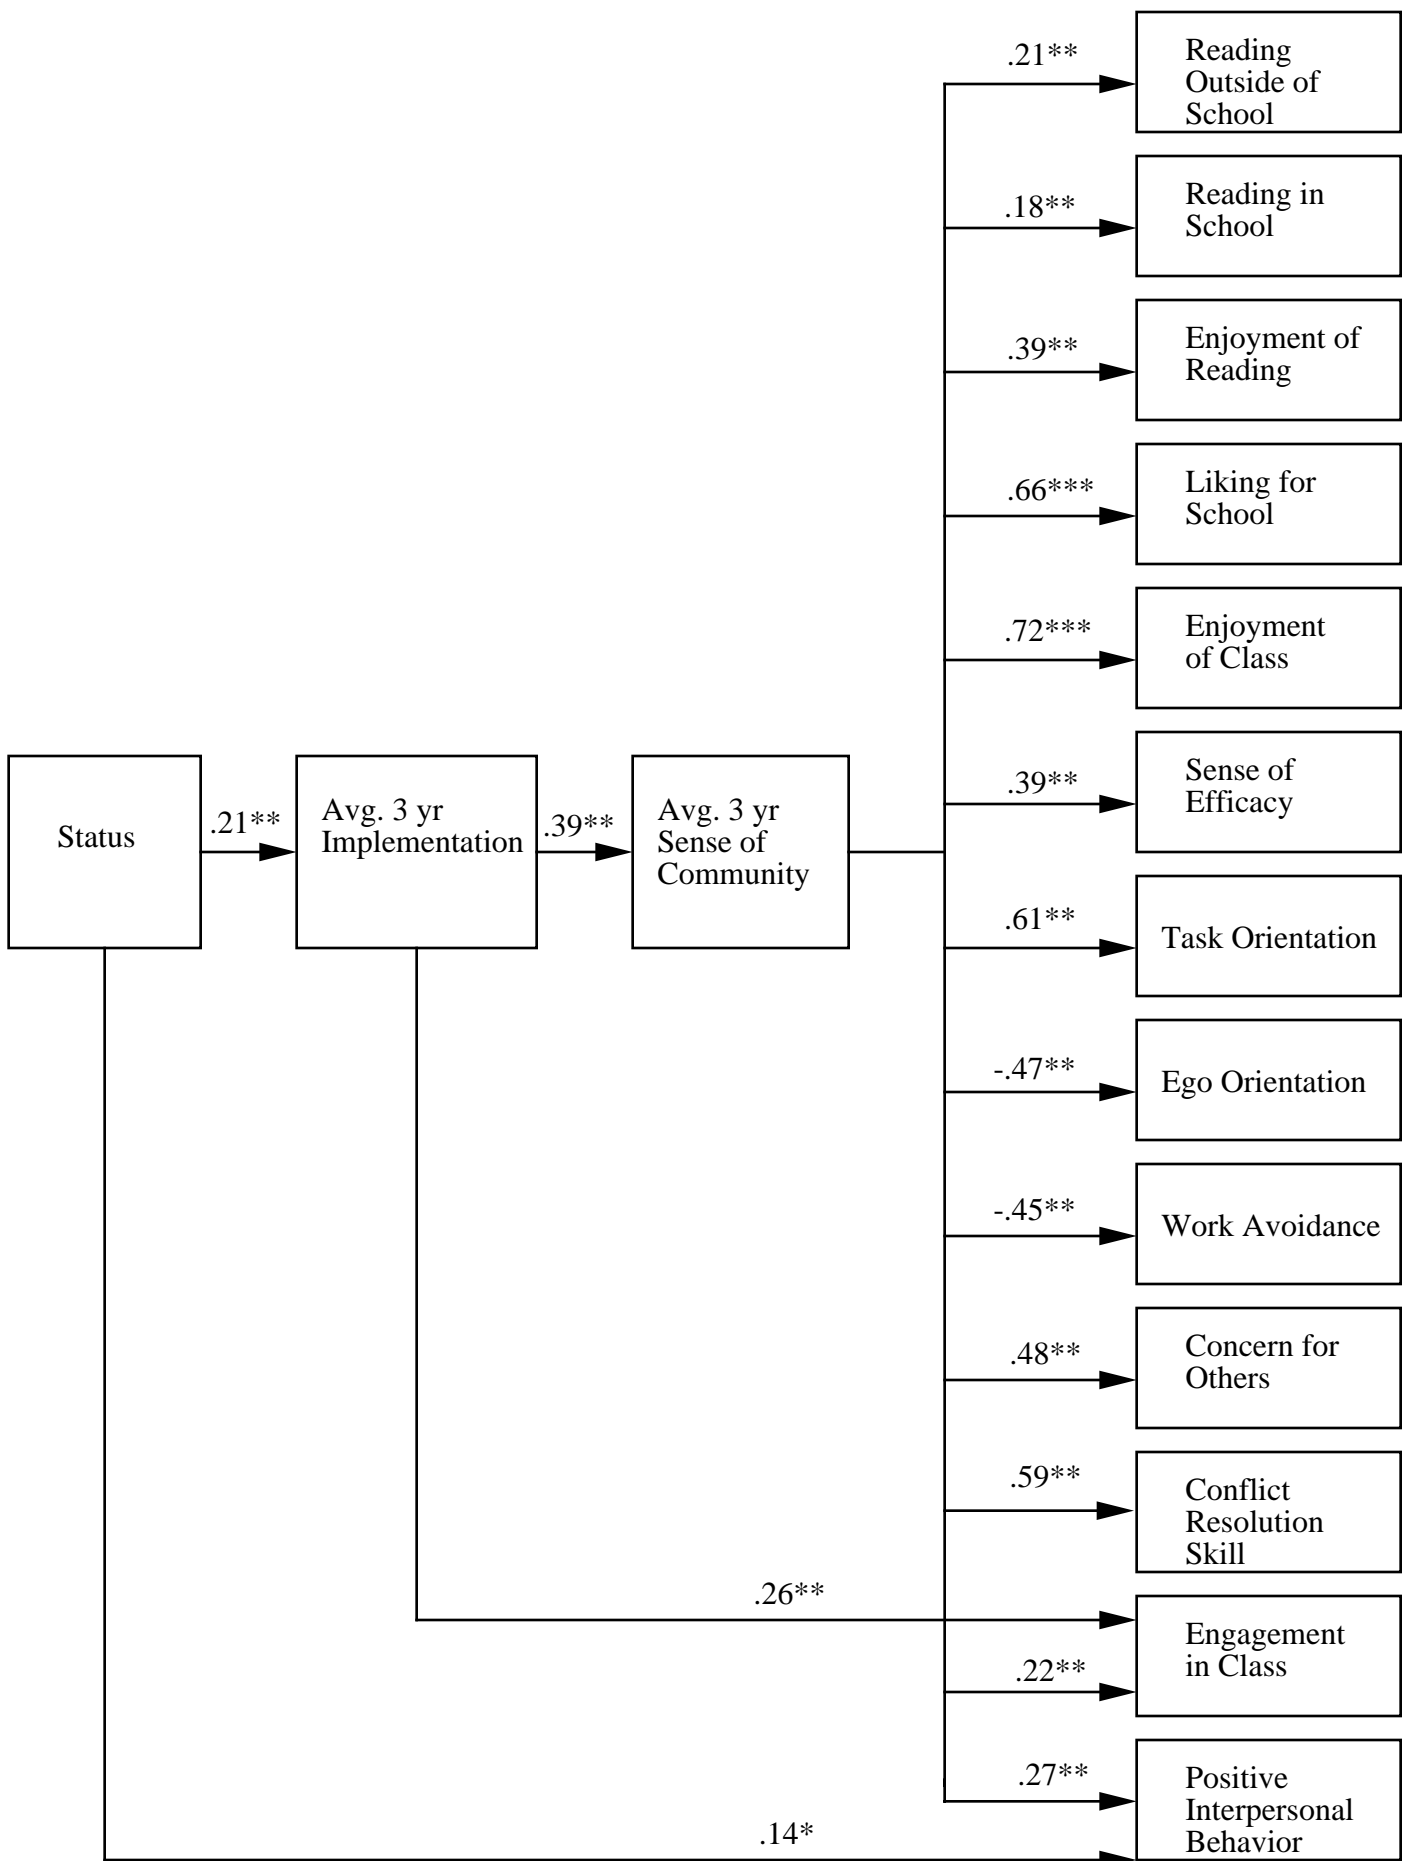 .21**
Reading
Outside of
School
.18**
Reading in
School
.39**
Enjoyment of
Reading
.66***
Liking for
School
.72***
Enjoyment
of Class
.39**
Sense of
Efficacy
Status
.21**
Avg. 3 yr
Implementation
.39**
Avg. 3 yr
Sense of
Community
.61**
Task Orientation
-.47**
Ego Orientation
-.45**
Work Avoidance
.48**
Concern for
Others
.59**
Conflict
Resolution
Skill
.26**
.22**
Engagement
in Class
.27**
.14*
Positive
Interpersonal
Behavior